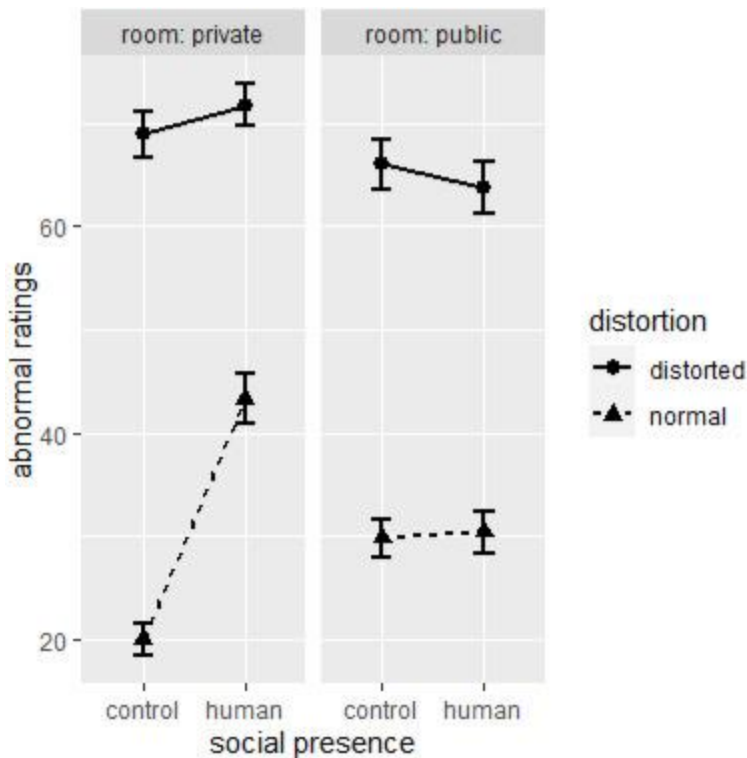 room: private
room: public
60
40
20
abnormal ratings
control
human
control
human
social presence
distortion
distorted
normal